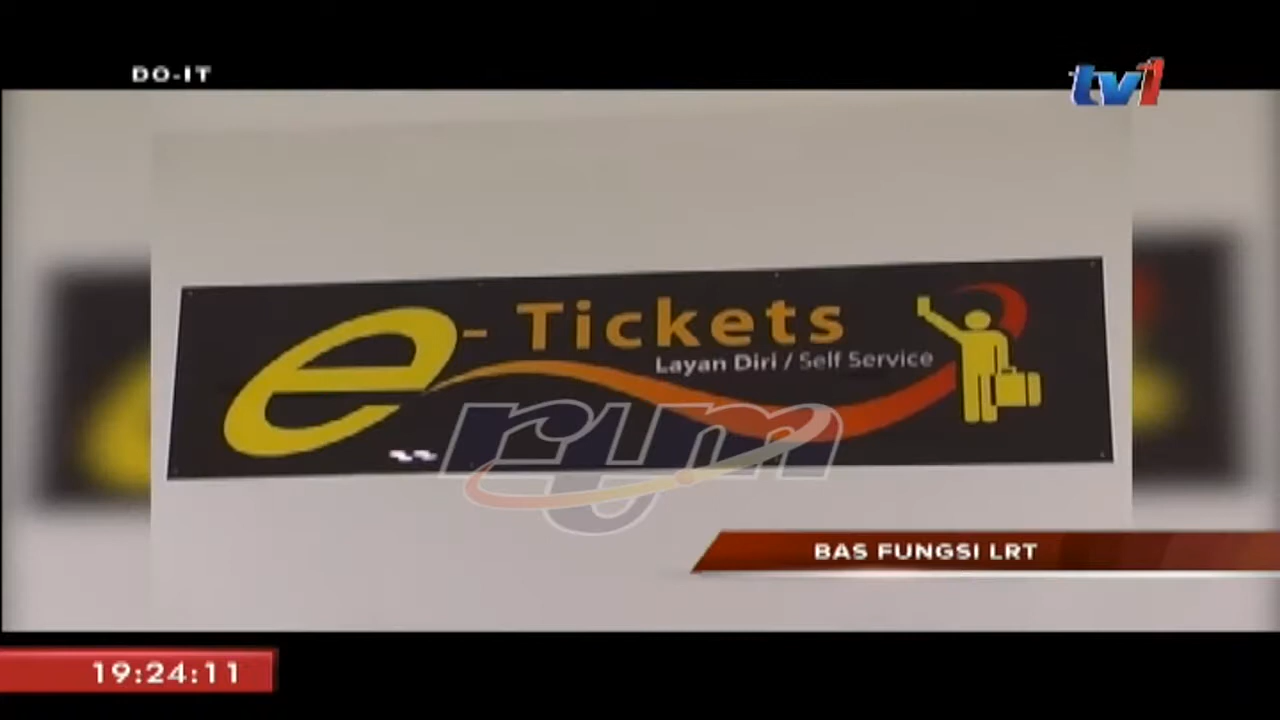 DO-IT
tv1
e- Tickets
Layan Diri / Self Service
rtm
BAS FUNGSI LRT
19:24:11